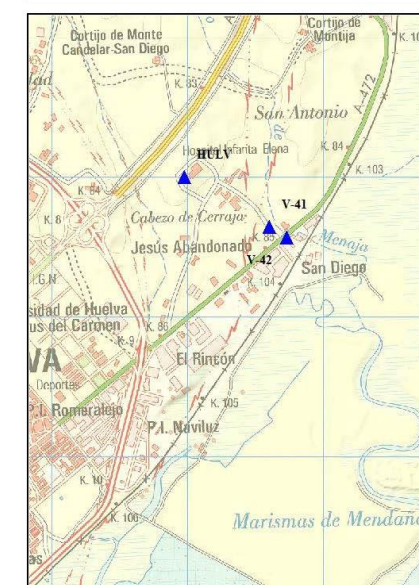 Cortijo de Monte
Candelar-San Diego
Cortijo de
Montija
K. 83
A-472
San Antonio
Hospital Infanta Elena
HULV
K. 84
K. 103
K. 84
V-41
K. 8
Cabezo de Cerraja
K. 85
Jesús Abandonado
V-42
Menaja
San Diego
I.G.N.
K. 104
sidad de Huelva
us del Carmen
K. 86
K-9
VA
El Rincón
Deportes
P.I. Romeralejo
K. 105
P.I. Naviluz
K. 10
K. 106
Marismas de Mendaña
as